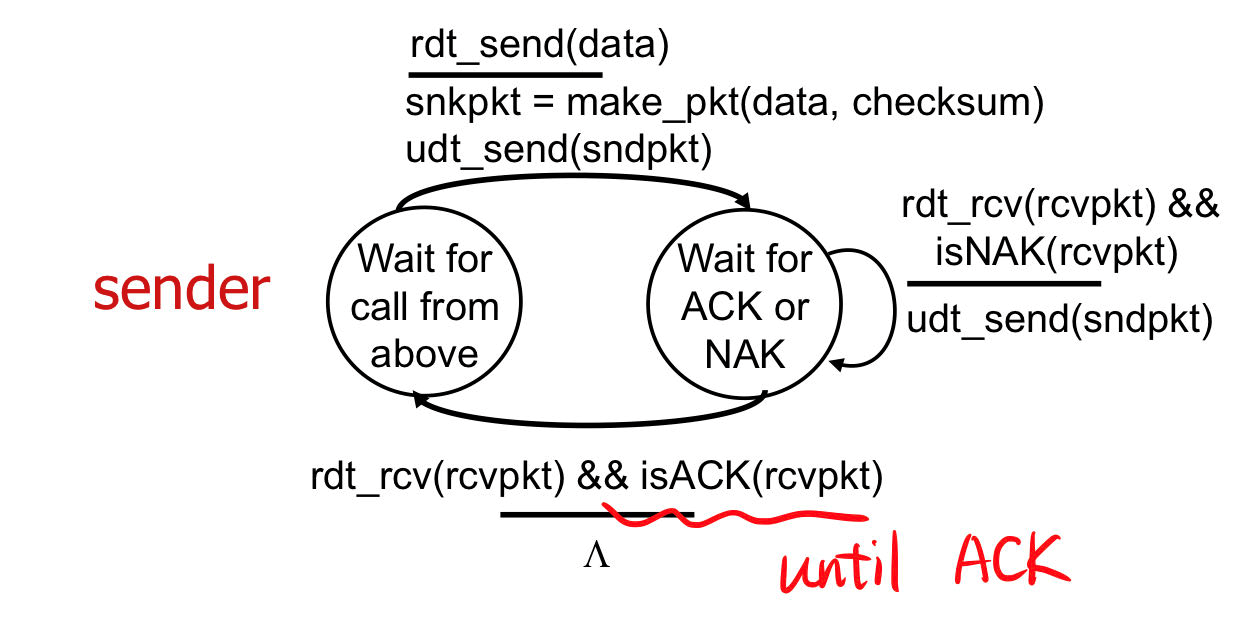 rdt_send(data)
snkpkt = make_pkt(data, checksum)
udt_send(sndpkt)
rdt_rcv(rcvpkt) &&
isNAK(rcvpkt)
udt_send(sndpkt)
sender
Wait for
call from
above
Wait for
ACK or
NAK
rdt_rcv(rcvpkt) && isACK(rcvpkt)
Λ
until ACK